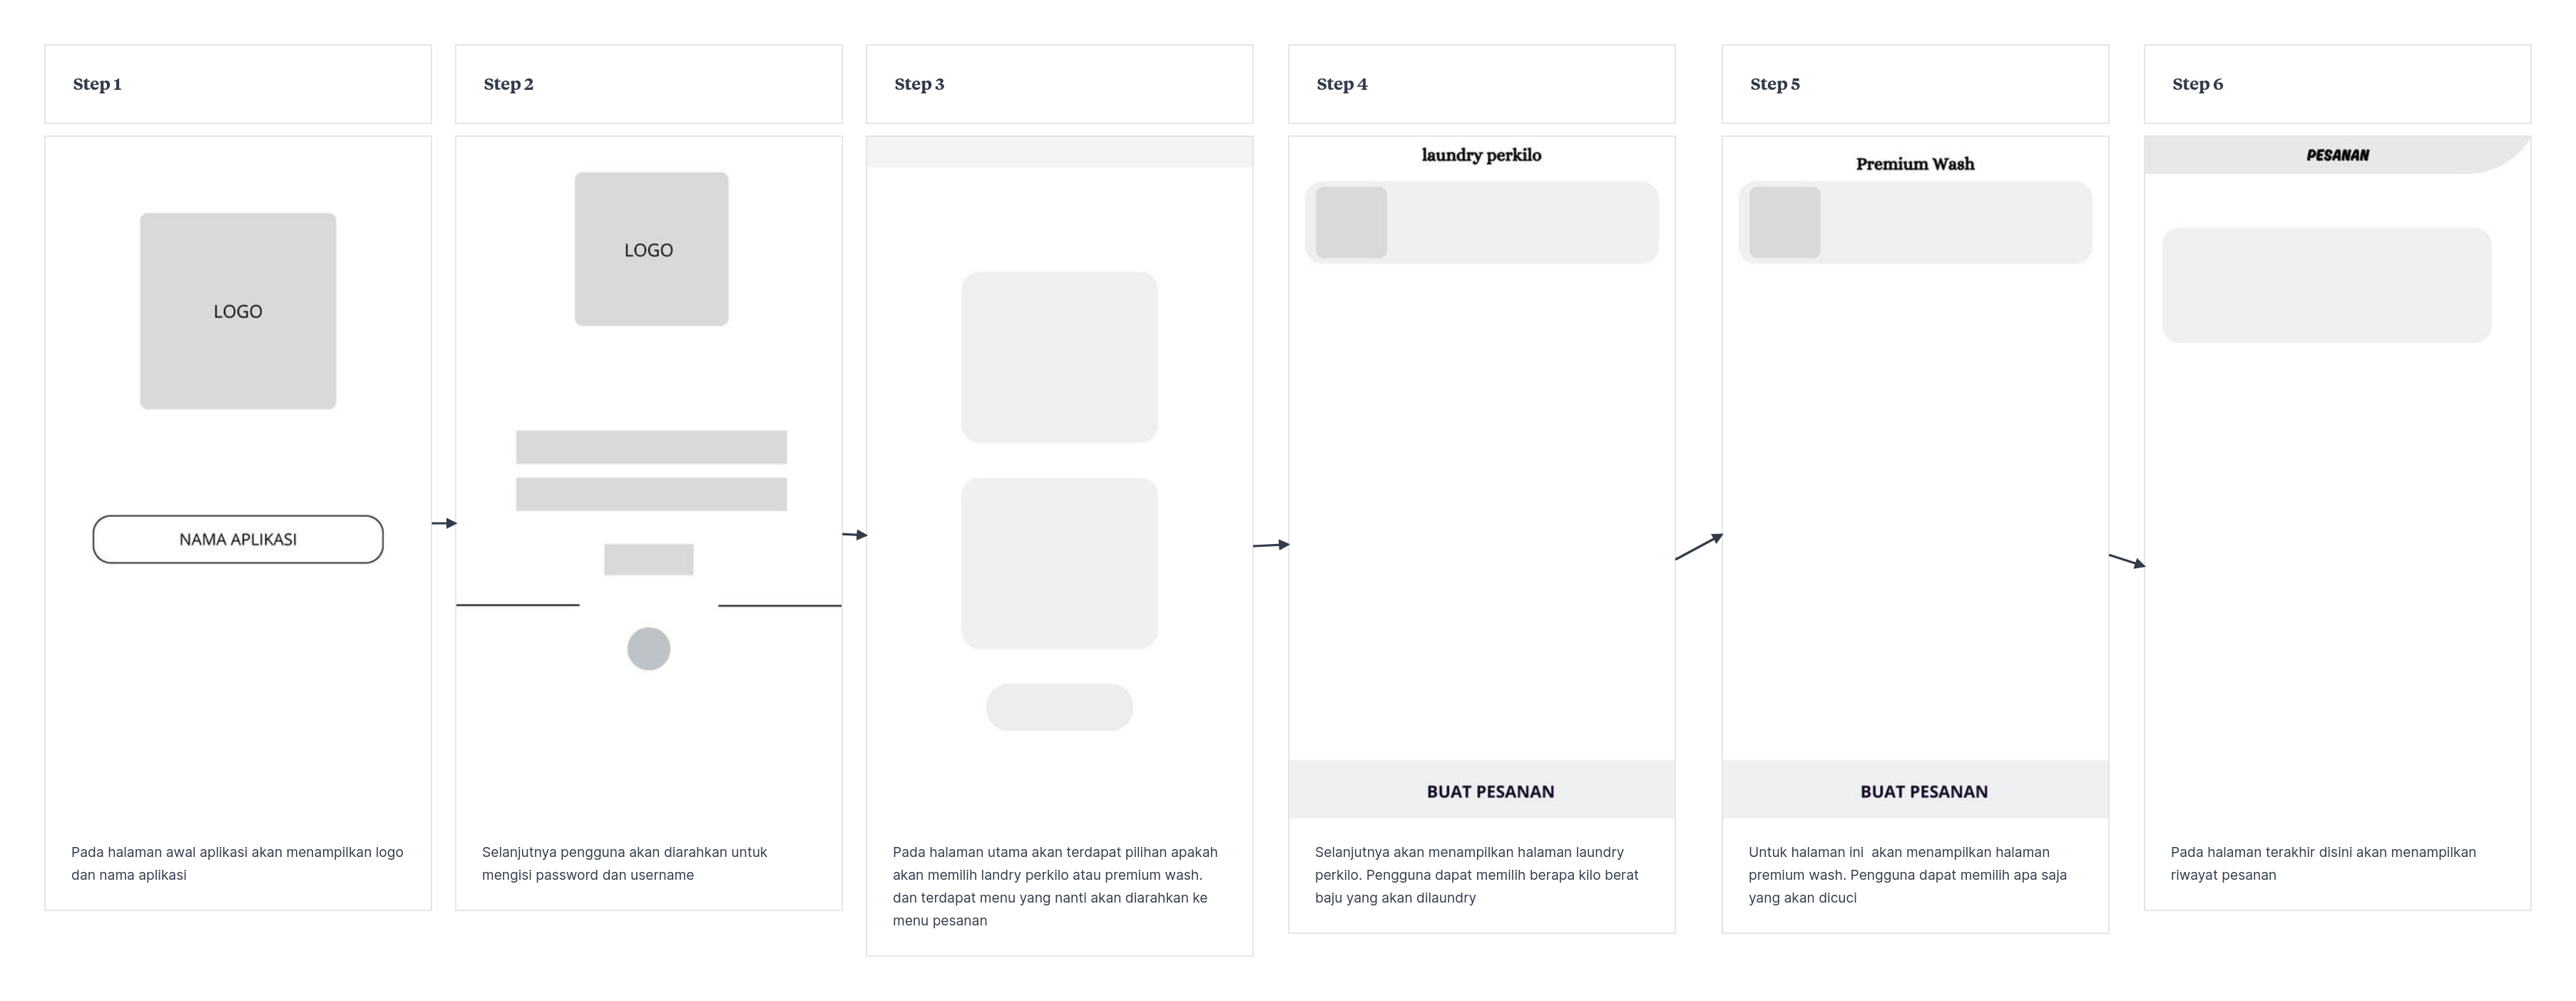 Step 1
LOGO
NAMA APLIKASI
Pada halaman awal aplikasi akan menampilkan logo
dan nama aplikasi
Step 2
LOGO
Selanjutnya pengguna akan diarahkan untuk
mengisi password dan username
Step 3
Pada halaman utama akan terdapat pilihan apakah
akan memilih landry perkilo atau premium wash.
dan terdapat menu yang nanti akan diarahkan ke
menu pesanan
Step 4
laundry perkilo
BUAT PESANAN
Selanjutnya akan menampilkan halaman laundry
perkilo. Pengguna dapat memilih berapa kilo berat
baju yang akan dilaundry
Step 5
Premium Wash
BUAT PESANAN
Untuk halaman ini  akan menampilkan halaman
premium wash. Pengguna dapat memilih apa saja
yang akan dicuci
Step 6
PESANAN
Pada halaman terakhir disini akan menampilkan
riwayat pesanan